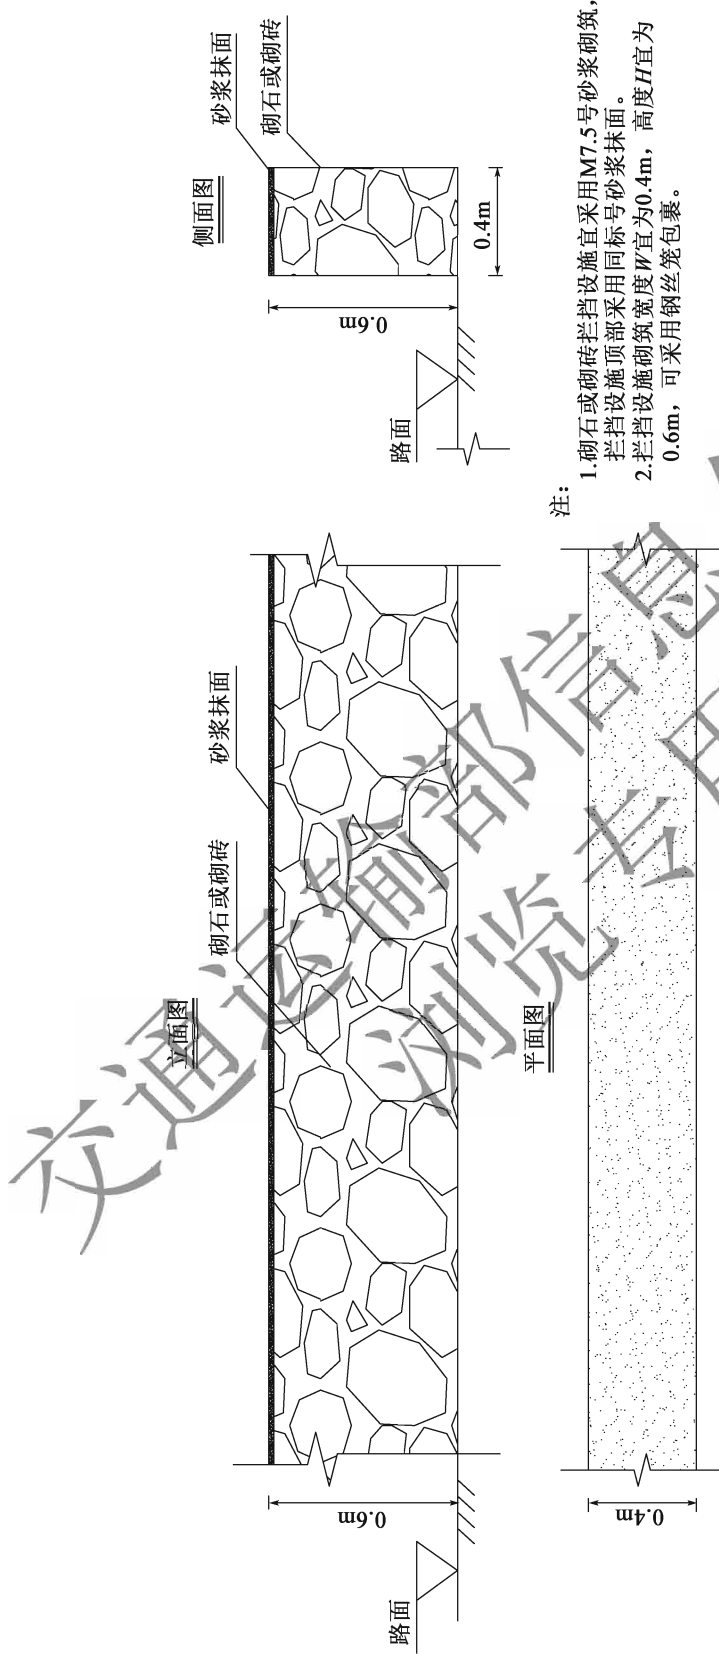 立面图
砌石或砌砖
砂浆抹面
0.6m
路面
侧面图
砂浆抹面
砌石或砌砖
0.6m
0.4m
路面
平面图
0.4m
注：
1.砌石或砌砖拦挡设施宜采用M7.5号砂浆砌筑，
拦挡设施顶部采用同标号砂浆抹面。
2.拦挡设施砌筑宽度W宜为0.4m，高度H宜为
0.6m，可采用钢丝笼包裹。
交通运输部信息
浏览专用